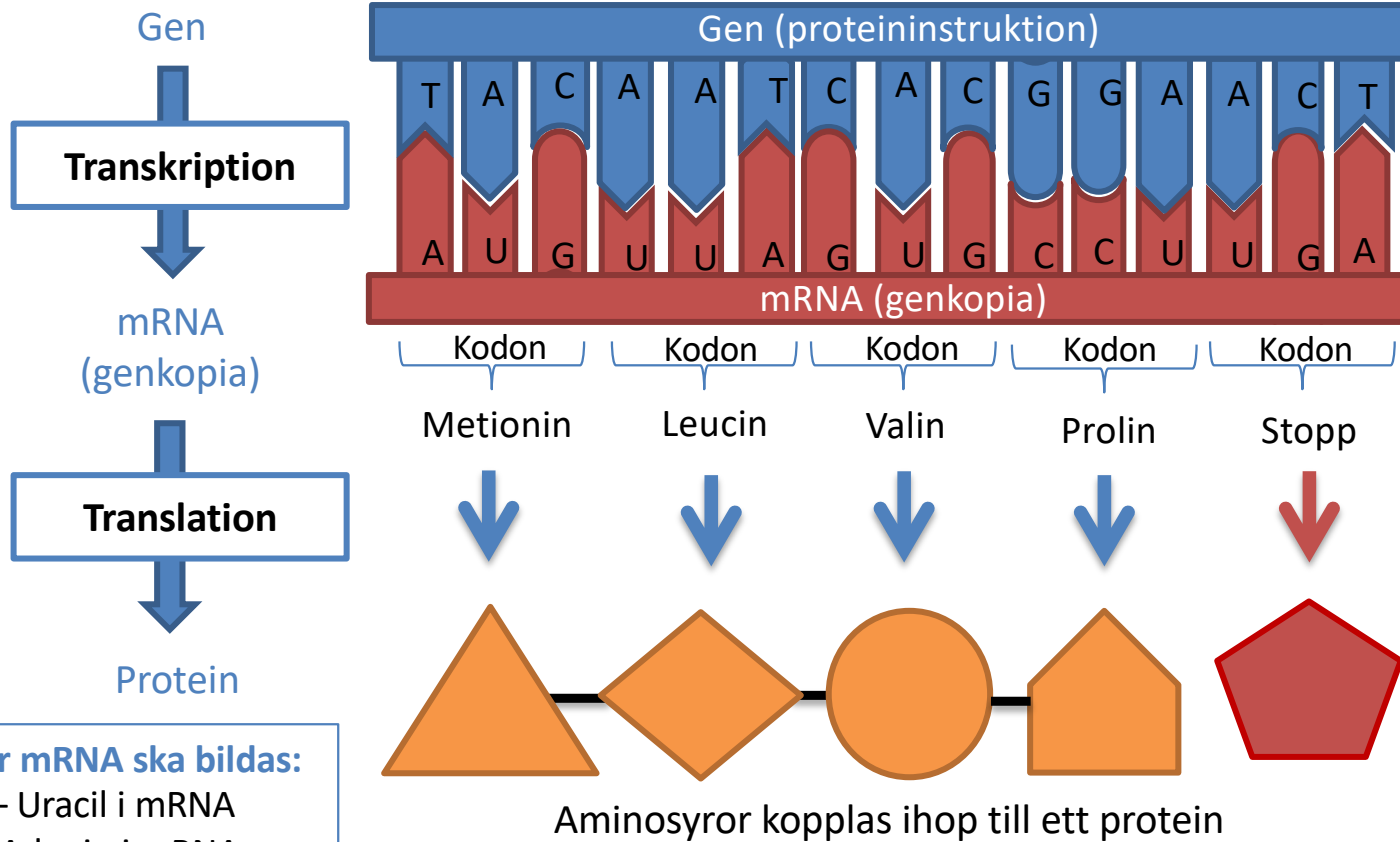 Gen
Transkription
mRNA
(genkopia)
Translation
Protein
r mRNA ska bildas:
- Uracil i mRNA
Gen (proteininstruktion)
T A C A A T C A C G G A A C T
A U G U U A G U G C C U U G A
mRNA (genkopia)
Kodon Kodon Kodon Kodon Kodon
Metionin Leucin Valin Prolin Stopp
Aminosyror kopplas ihop till ett protein